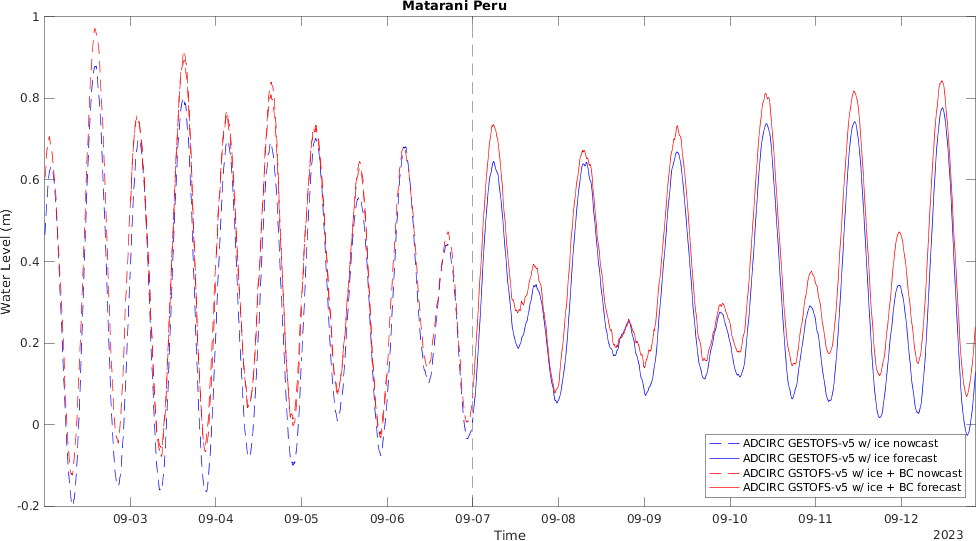 Matarani Peru
1
0.8
0.6
0.4
0.2
0
-0.2
Water Level (m)
ADCIRC GESTOFS-v5 w/ ice nowcast
ADCIRC GESTOFS-v5 w/ ice forecast
ADCIRC GSTOFS-v5 w/ ice + BC nowcast
ADCIRC GSTOFS-v5 w/ ice + BC forecast
09-03 09-04 09-05 09-06 09-07 09-08 09-09 09-10 09-11 09-12
Time
2023